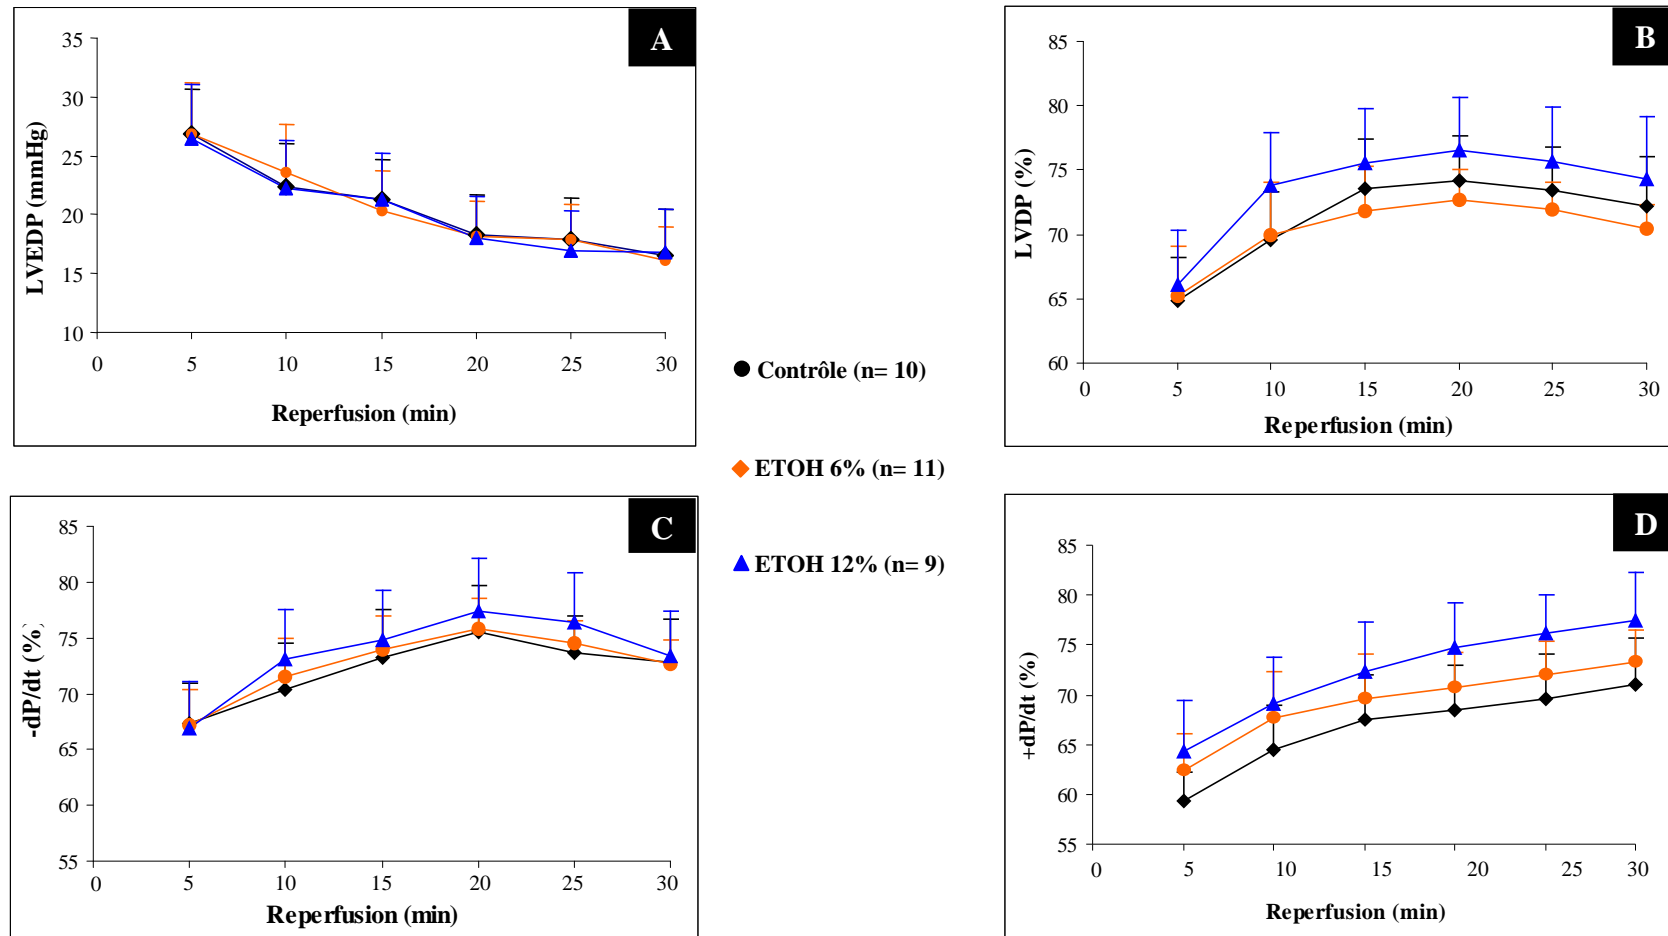 A
35
30
25
20
15
10
LVEDP (mmHg)
0 5 10 15 20 25 30
Reperfusion (min)
B
85
80
75
70
65
60
LVDP (%)
0 5 10 15 20 25 30
Reperfusion (min)
Contrôle (n= 10)
ETOH 6% (n= 11)
ETOH 12% (n= 9)
C
85
80
75
70
65
60
55
-dP/dt (%)
0 5 10 15 20 25 30
Reperfusion (min)
D
85
80
75
70
65
60
55
+dP/dt (%)
0 5 10 15 20 25 30
Reperfusion (min)